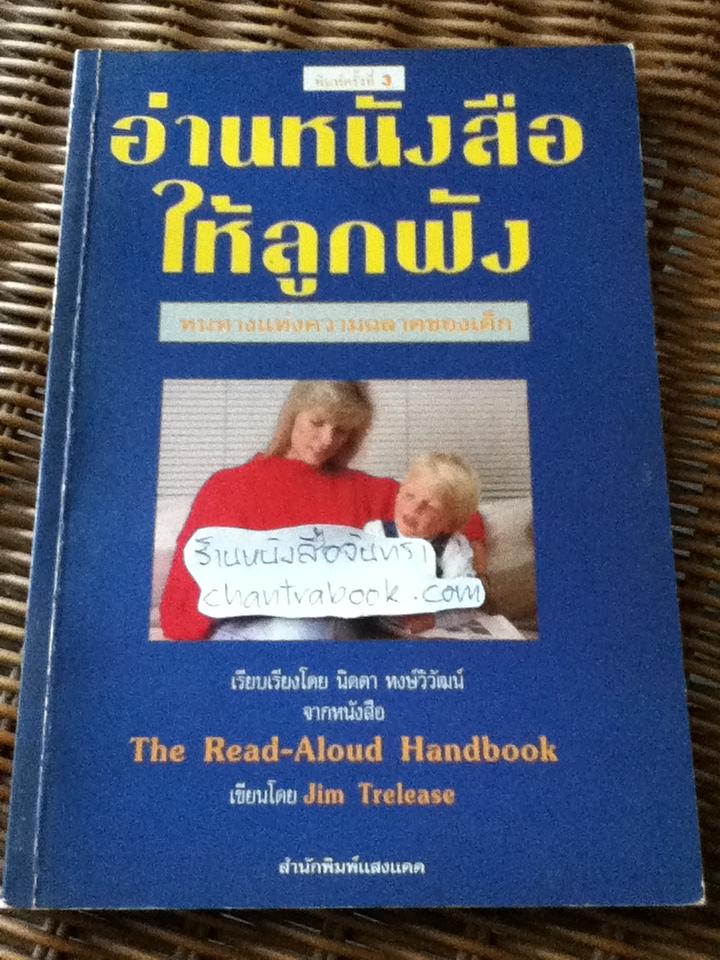 พิมพ์ครั้งที่ 3
อ่านหนังสือ
ให้ลูกฟัง
หนทางแห่งความฉลาดของเด็ก
ร้านหนังสือจันทรา
chantrabook.com
เรียบเรียงโดย นิดดา หงษ์วิวัฒน์
จากหนังสือ
The Read-Aloud Handbook
เขียนโดย Jim Trelease
สำนักพิมพ์แสงแดด